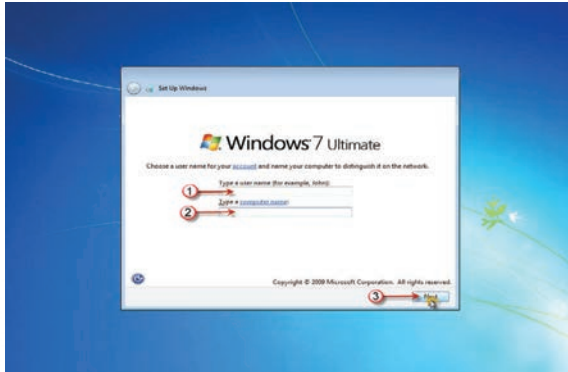 Set Up Windows
Windows 7 Ultimate
Choose a user name for your account and name your computer to distinguish it on the network.
Type a user name (for example, John):
1
Type a computer name:
2
Copyright © 2009 Microsoft Corporation. All rights reserved.
3 Next